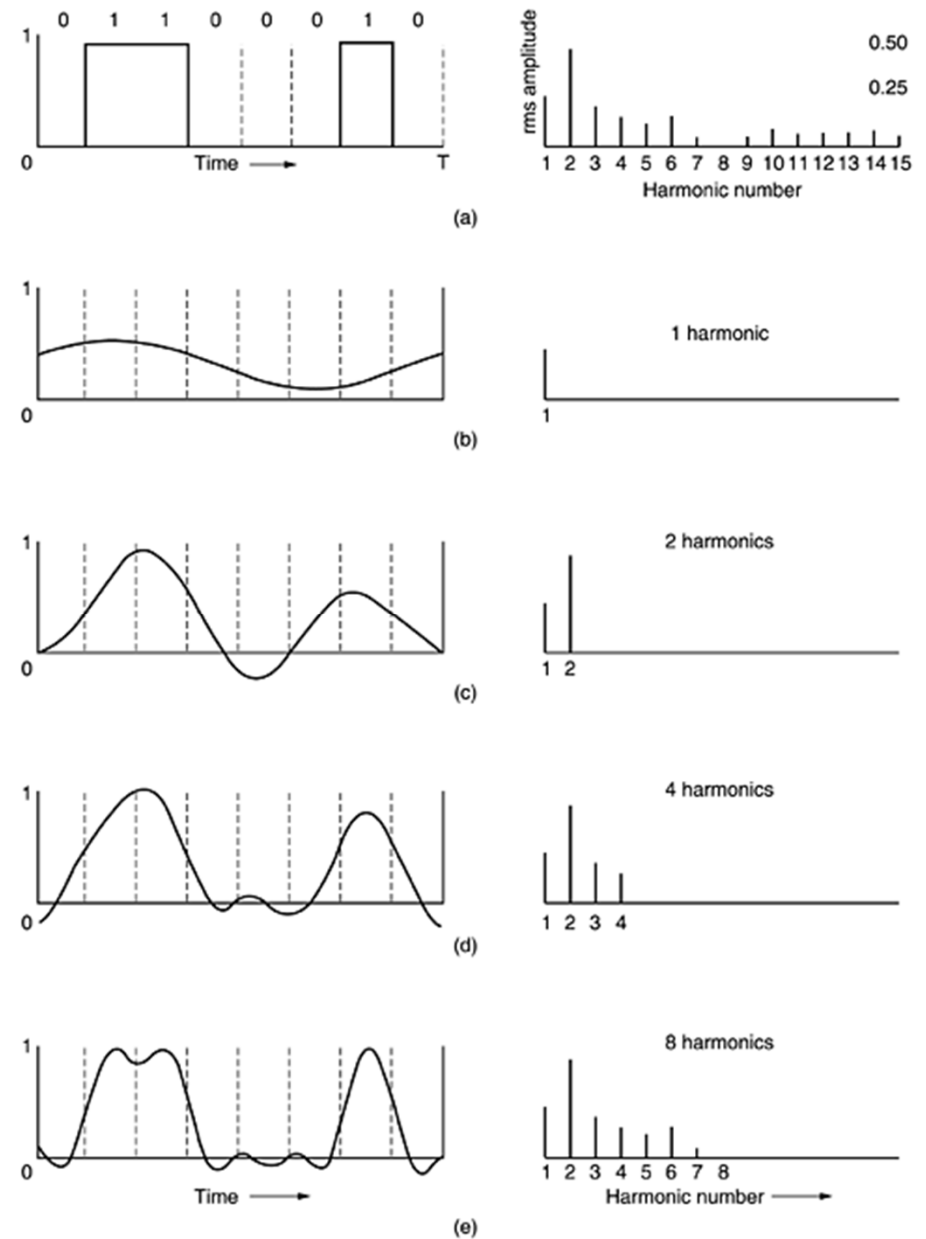 0 1 1 0 0 0 1 0
1
0
Time
T
rms amplitude
0.50
0.25
1 2 3 4 5 6 7 8 9 10 11 12 13 14 15
Harmonic number
(a)
1
0
1 harmonic
1
(b)
1
0
2 harmonics
1 2
(c)
1
0
4 harmonics
1 2 3 4
(d)
1
0
Time
8 harmonics
1 2 3 4 5 6 7 8
Harmonic number
(e)